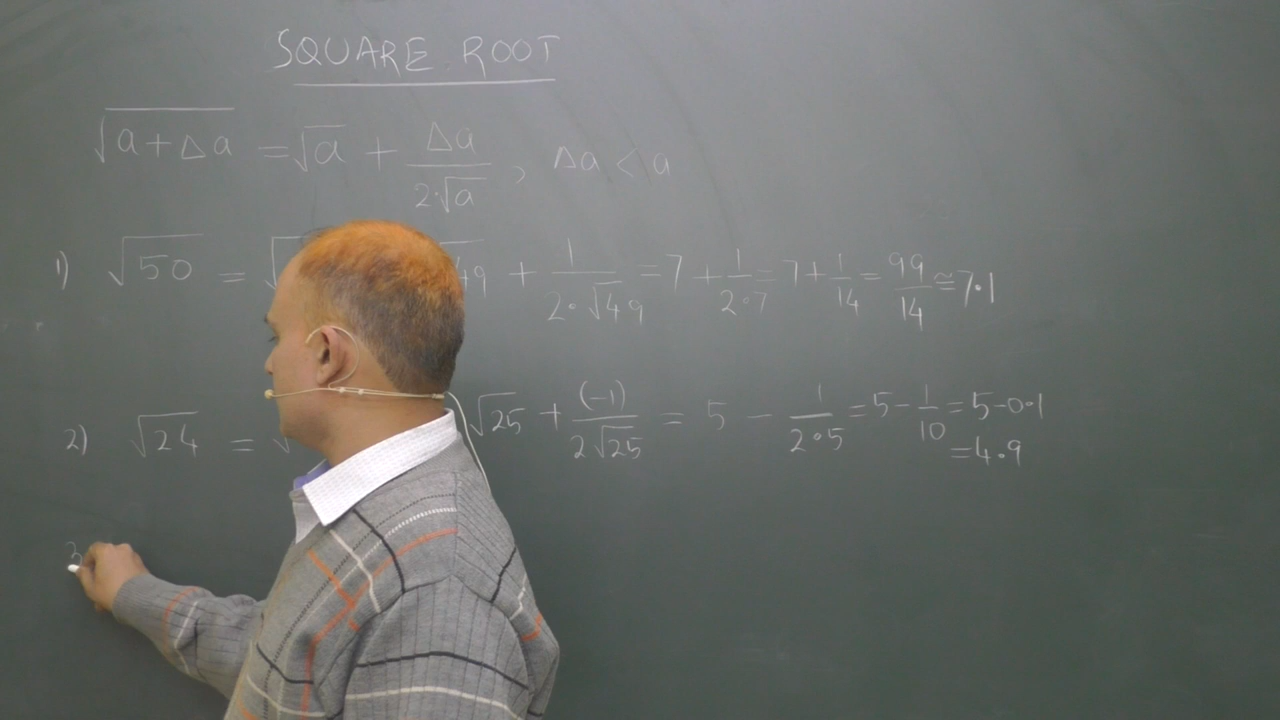 SQUARE ROOT
√a+Δa = √a + Δa/2·√a , Δa < a
1) √50 = √ 49 + 1/2·√49 = 7 + 1/2·7 = 7 + 1/14 = 99/14 ≅ 7·1
2) √24 = √ √25 + (-1)/2√25 = 5 - 1/2·5 = 5 - 1/10 = 5-0·1
= 4·9
3